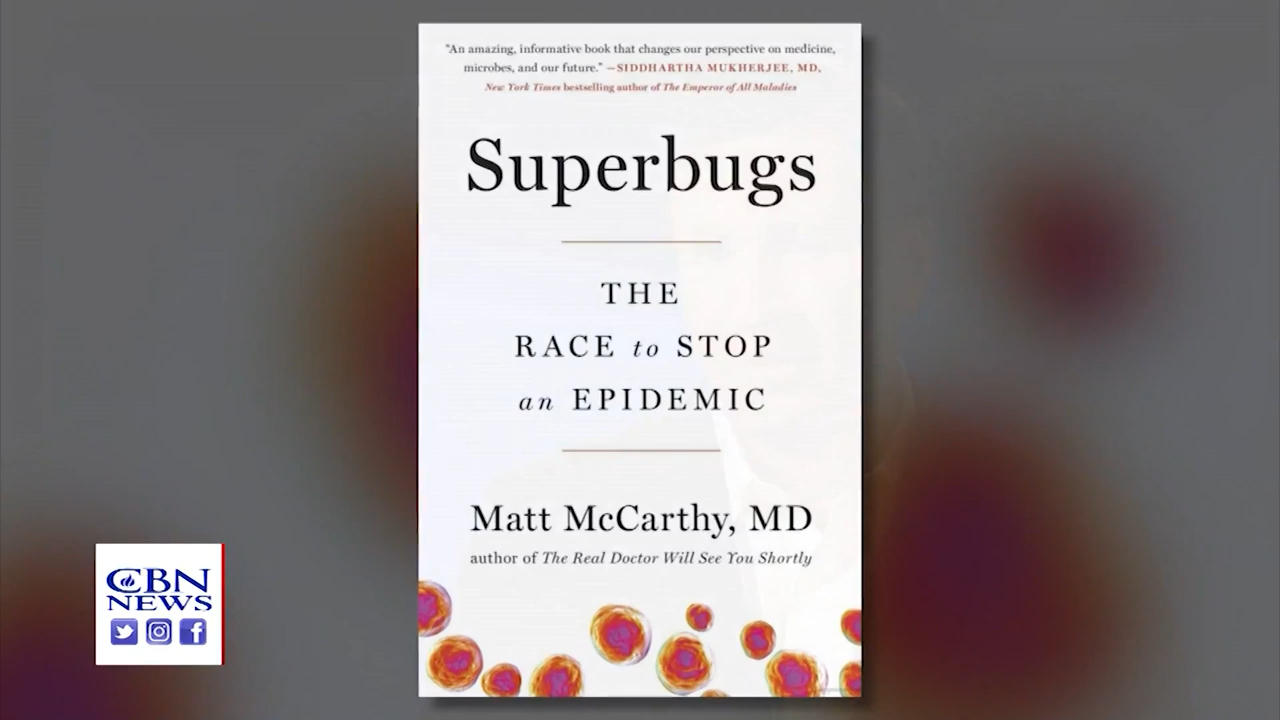 "An amazing, informative book that changes our perspective on medicine,
microbes, and our future." —SIDDHARTHA MUKHERJEE, MD,
New York Times bestselling author of The Emperor of All Maladies
Superbugs
THE
RACE to STOP
an EPIDEMIC
Matt McCarthy, MD
author of The Real Doctor Will See You Shortly
CBN
NEWS